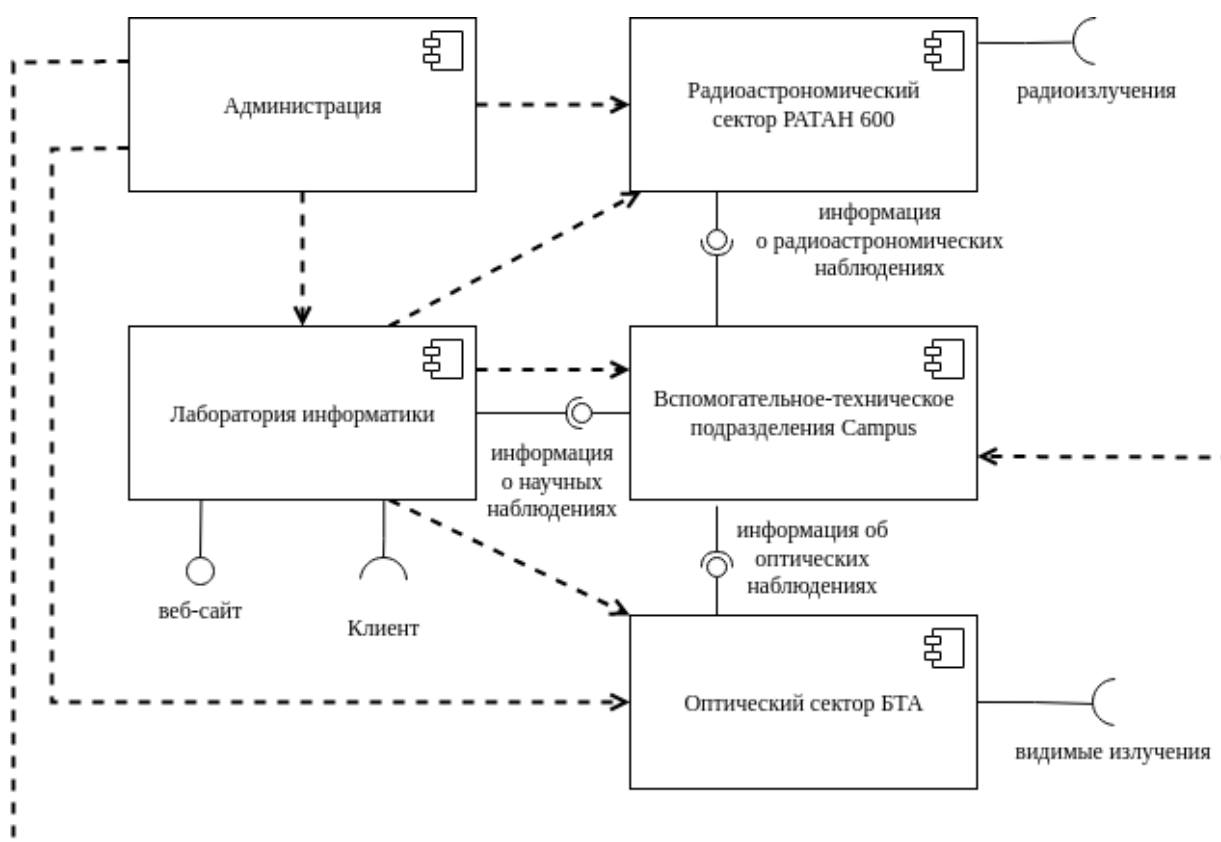 Администрация
Радиоастрономический
сектор РАТАН 600
радиоизлучения
информация
о радиоастрономических
наблюдениях
Лаборатория информатики
Вспомогательное-техническое
подразделения Campus
информация
о научных
наблюдениях
информация об
оптических
наблюдениях
веб-сайт
Клиент
Оптический сектор БТА
видимые излучения